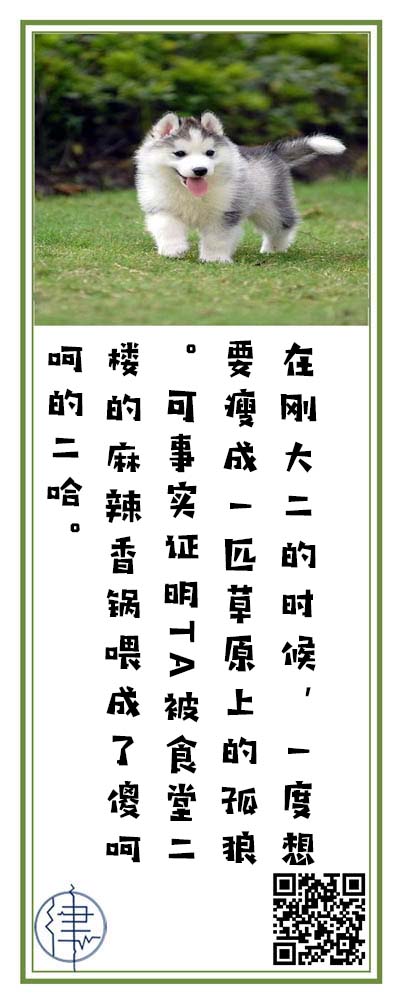 在刚大二的时候，一度想
要瘦成一匹草原上的孤狼
。可事实证明TA被食堂二
楼的麻辣香锅喂成了傻呵
呵的二哈。
律